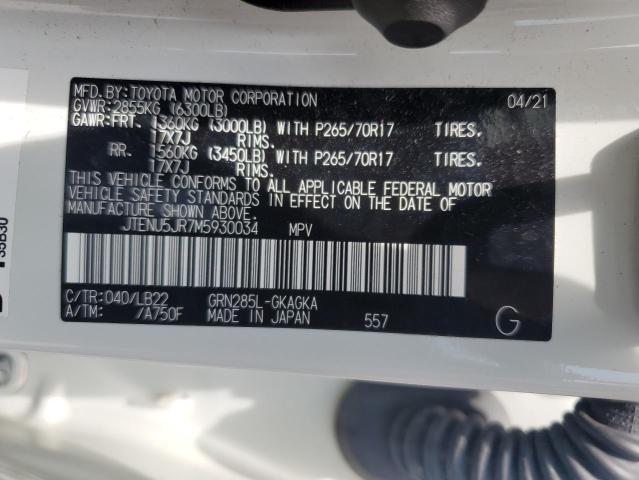 MFD. BY: TOYOTA MOTOR CORPORATION 04/21
GVWR: 2855KG (6300LB)
GAWR: FRT. 1360KG (3000LB) WITH P265/70R17 TIRES.
17X7J RIMS.
RR. 1560KG (3450LB) WITH P265/70R17 TIRES.
17X7J RIMS.
THIS VEHICLE CONFORMS TO ALL APPLICABLE FEDERAL MOTOR
VEHICLE SAFETY STANDARDS IN EFFECT ON THE DATE OF
MANUFACTURE SHOWN ABOVE.
JTENU5JR7M5930034 MPV
C/TR: 040/LB22 GRN285L-GKAGKA
A/TM: /A750F MADE IN JAPAN 557 G
35B30